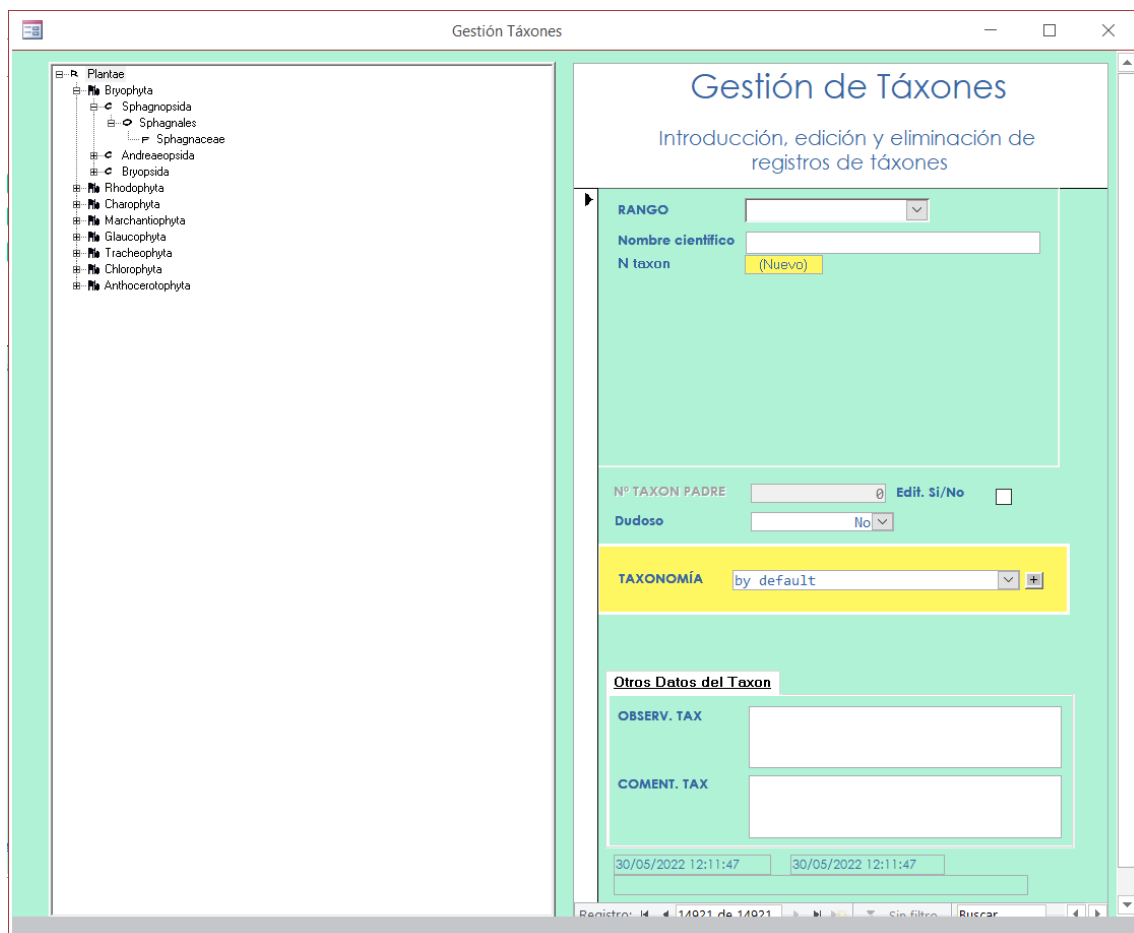 Gestión Táxones
Plantae
Bryophyta
Sphagnopsida
Sphagnales
Sphagnaceae
Andreaeopsida
Bryopsida
Rhodophyta
Charophyta
Marchantiophyta
Glaucophyta
Tracheophyta
Chlorophyta
Anthocerotophyta
Gestión de Táxones
Introducción, edición y eliminación de
registros de táxones
RANGO
Nombre científico
N taxon (Nuevo)
Nº TAXON PADRE 0 Edit. Si/No
Dudoso No
TAXONOMÍA by default
Otros Datos del Taxon
OBSERV. TAX
COMENT. TAX
30/05/2022 12:11:47 30/05/2022 12:11:47
Registro: 14921 de 14921 Sin filtro Buscar